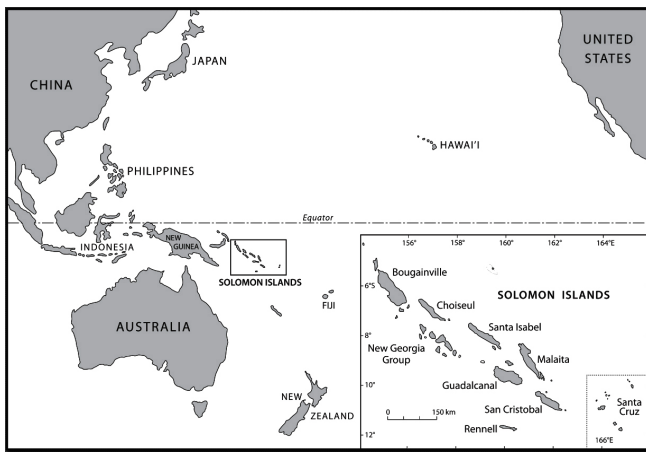 CHINA
JAPAN
UNITED
STATES
HAWAI'I
PHILIPPINES
Equator
INDONESIA
NEW
GUINEA
SOLOMON ISLANDS
FIJI
AUSTRALIA
NEW
ZEALAND
156°
158°
160°
162°
164°E
6°S
8°
10°
12°
Bougainville
SOLOMON ISLANDS
Choiseul
Santa Isabel
New Georgia
Group
Malaita
Guadalcanal
San Cristobal
Rennell
0 150 km
Santa
Cruz
166°E